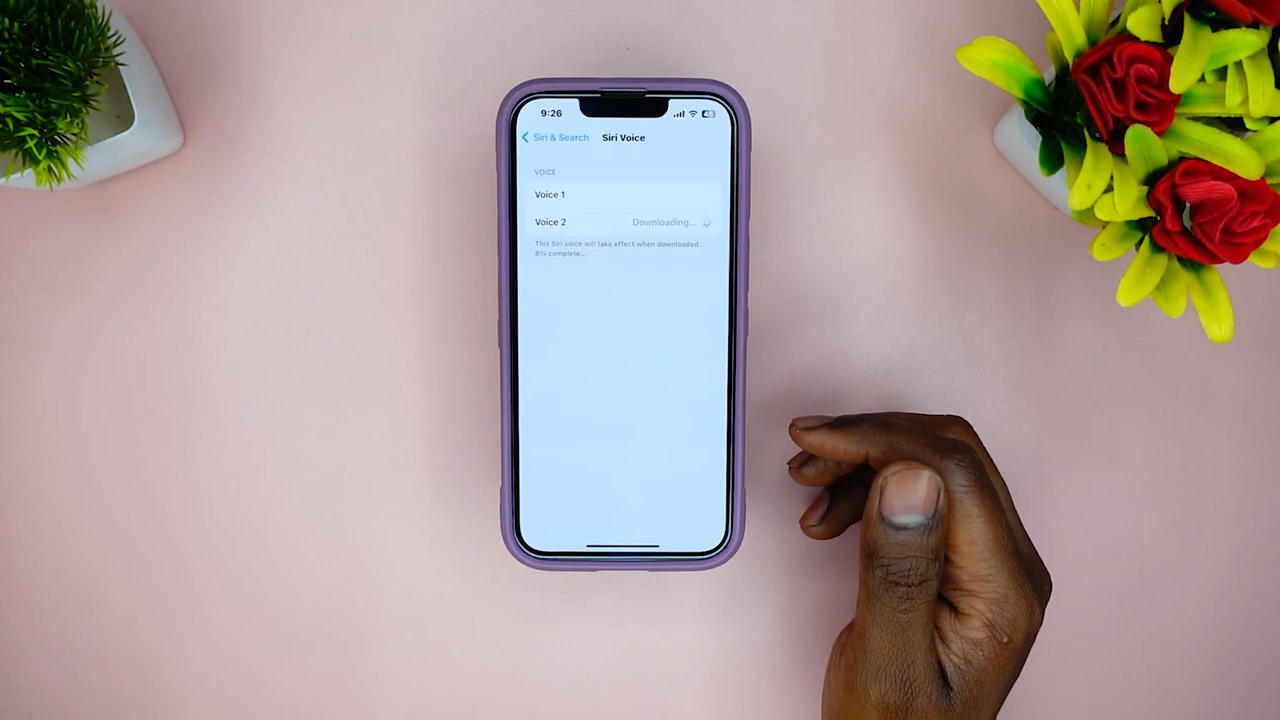 9:26
Siri & Search Siri Voice
VOICE
Voice 1
Voice 2 Downloading...
This Siri voice will take effect when downloaded.
8% complete...